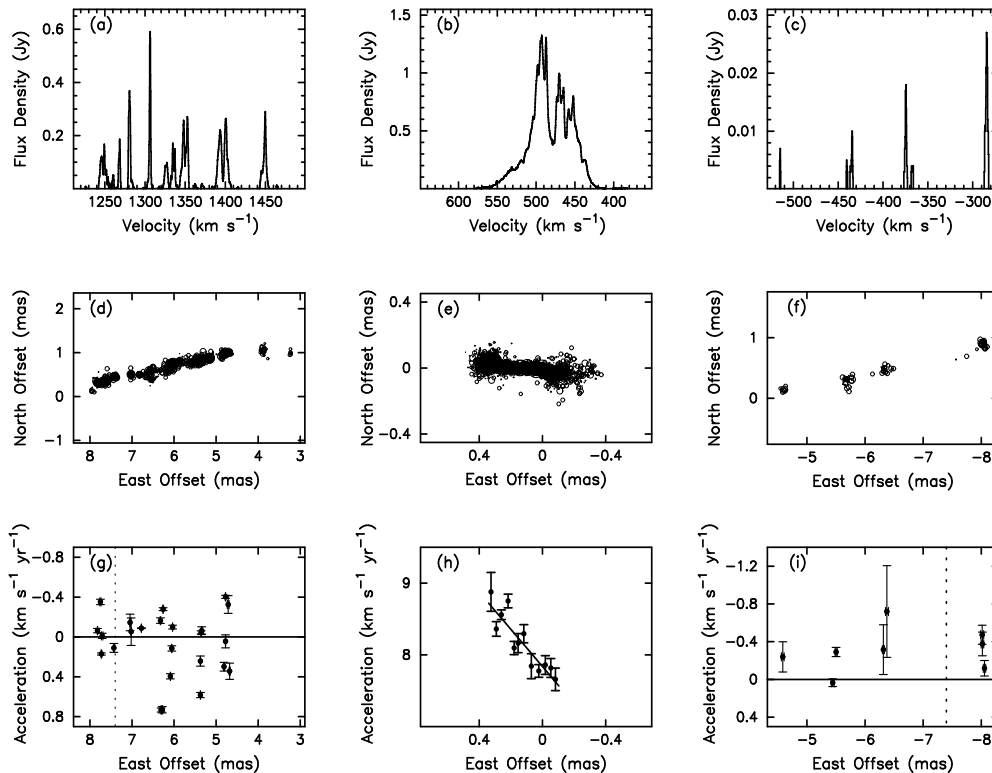 (a)
Flux Density (Jy)
0.6
0.4
0.2
1250 1300 1350 1400 1450
Velocity (km s⁻¹)
(b)
Flux Density (Jy)
1.5
1
0.5
600 550 500 450 400
Velocity (km s⁻¹)
(c)
Flux Density (Jy)
0.03
0.02
0.01
−500 −450 −400 −350 −300
Velocity (km s⁻¹)
(d)
North Offset (mas)
2
1
0
−1
8 7 6 5 4 3
East Offset (mas)
(e)
North Offset (mas)
0.4
0
−0.4
0.4 0 −0.4
East Offset (mas)
(f)
North Offset (mas)
1
0
−5 −6 −7 −8
East Offset (mas)
(g)
Acceleration (km s⁻¹ yr⁻¹)
−0.8
−0.4
0
0.4
0.8
8 7 6 5 4 3
East Offset (mas)
(h)
Acceleration (km s⁻¹ yr⁻¹)
9
8
0.4 0 −0.4
East Offset (mas)
(i)
Acceleration (km s⁻¹ yr⁻¹)
−1.2
−0.8
−0.4
0
0.4
−5 −6 −7 −8
East Offset (mas)